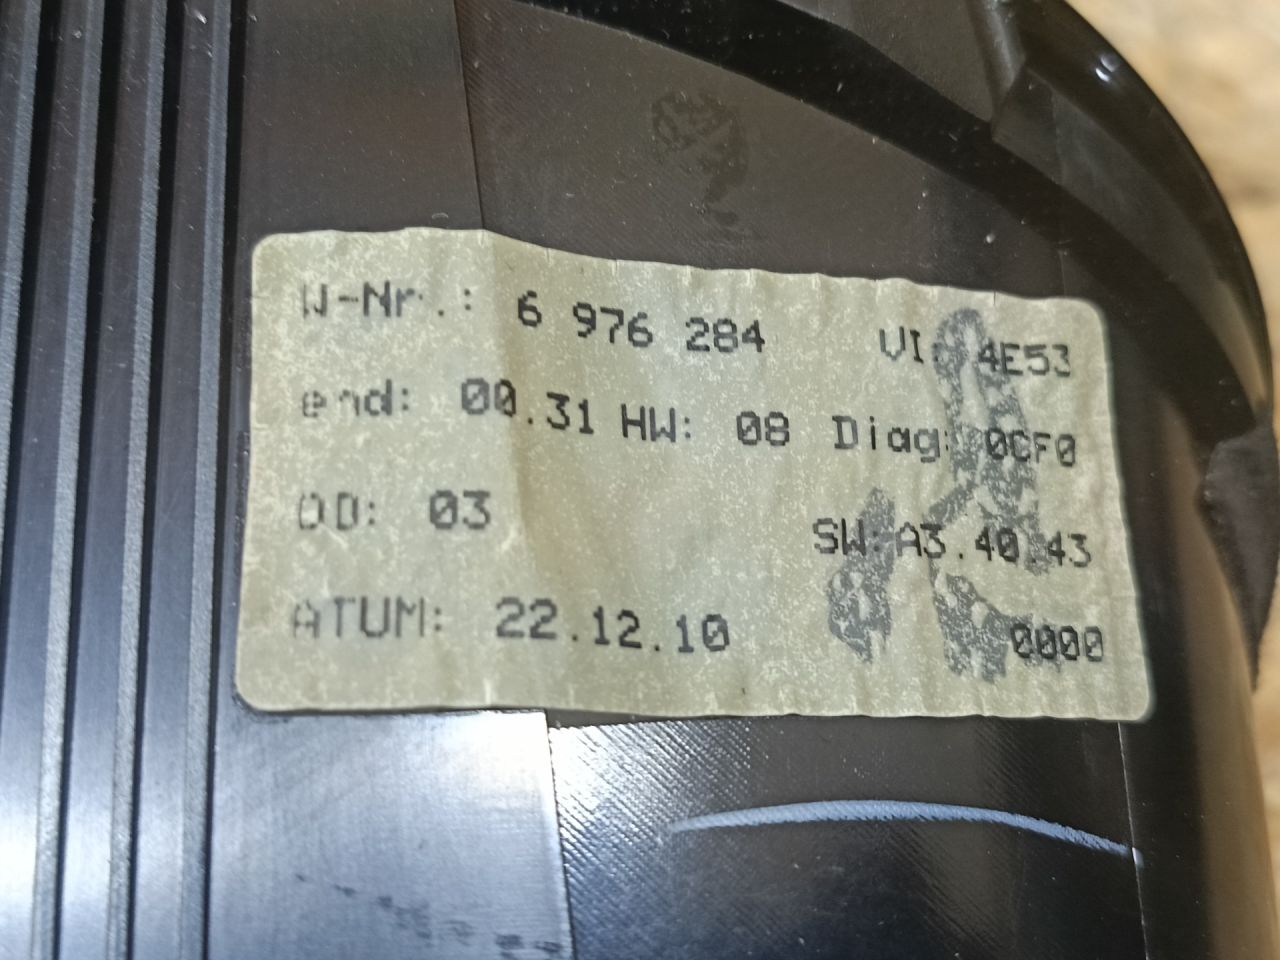 W-Nr.: 6 976 284 VI 4E53
end: 00.31 HW: 08 Diag: 0CF0
DD: 03 SW:A3.40.43
ATUM: 22.12.10 0000